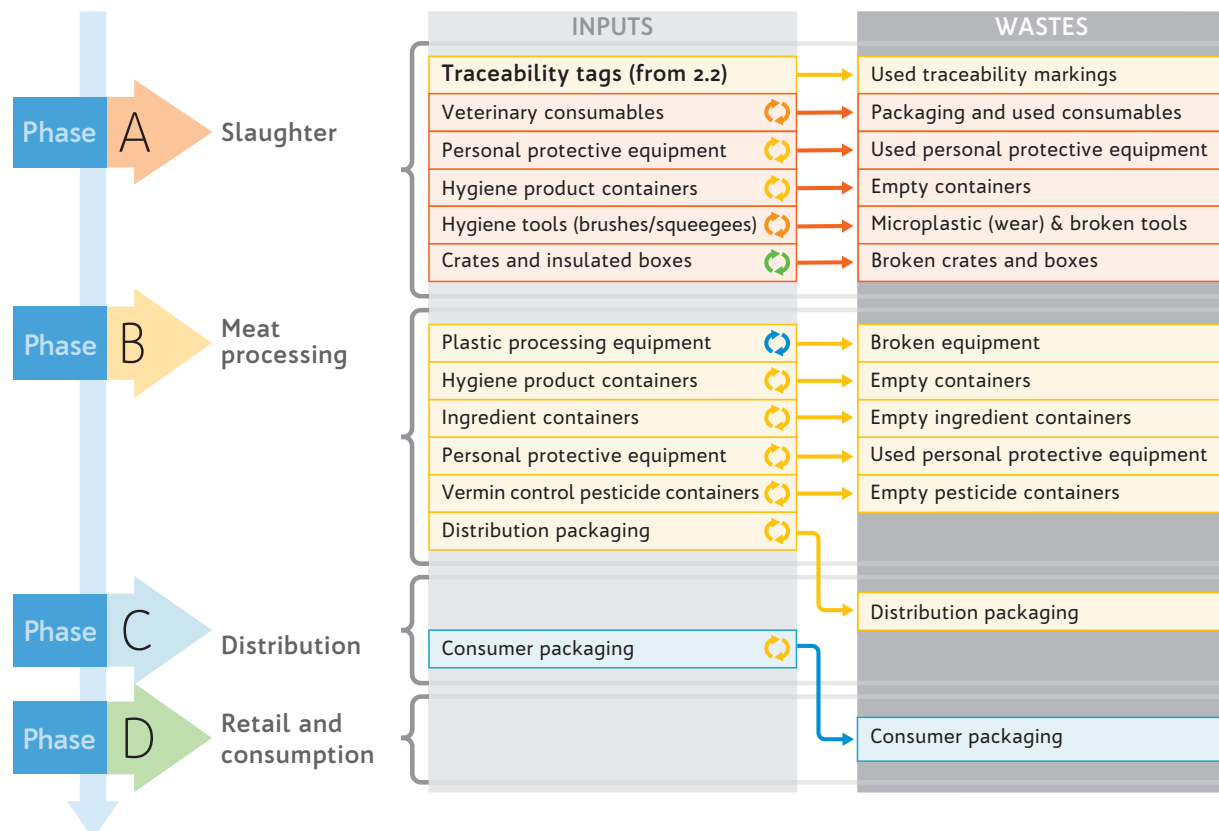 INPUTS
WASTES
Phase A
Slaughter
Traceability tags (from 2.2)
Used traceability markings
Veterinary consumables
Packaging and used consumables
Personal protective equipment
Used personal protective equipment
Hygiene product containers
Empty containers
Hygiene tools (brushes/squeegees)
Microplastic (wear) & broken tools
Crates and insulated boxes
Broken crates and boxes
Phase B
Meat
processing
Plastic processing equipment
Broken equipment
Hygiene product containers
Empty containers
Ingredient containers
Empty ingredient containers
Personal protective equipment
Used personal protective equipment
Vermin control pesticide containers
Empty pesticide containers
Distribution packaging
Phase C
Distribution
Distribution packaging
Consumer packaging
Phase D
Retail and
consumption
Consumer packaging